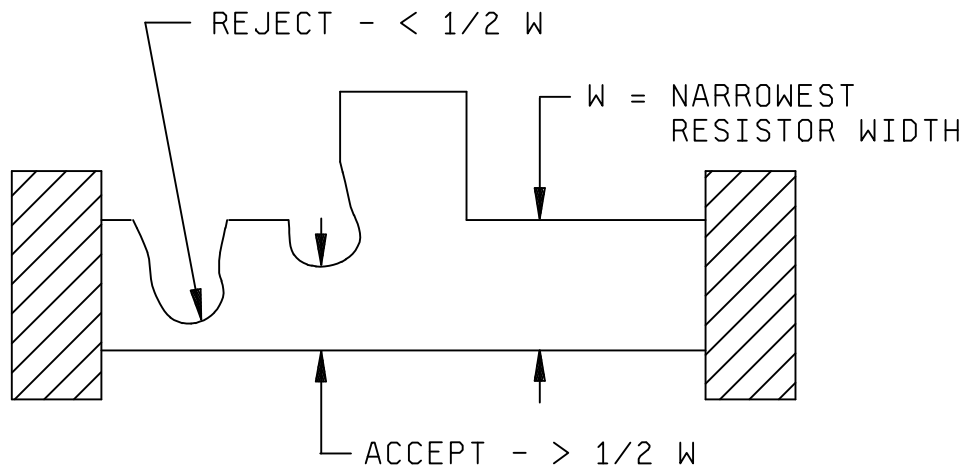 REJECT - < 1/2 W
W = NARROWEST
RESISTOR WIDTH
ACCEPT - > 1/2 W